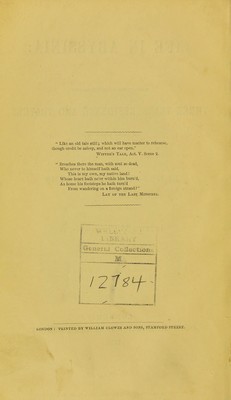 " Like an old tale still; which will have matter to rehearse,
though credit be asleep, and not an ear open."
WINTER'S TALE, Act. V. Scene 2.
" Breathes there the man, with soul so dead,
Who never to himself hath said,
This is my own, my native land!
Whose heart hath ne'er within him burn'd,
As home his footsteps he hath turn'd
From wandering on a foreign strand?"
LAY OF THE LAST MINSTREL.
LIBRARY
General Collections
M
12784
LONDON: PRINTED BY WILLIAM CLOWES AND SONS, STAMFORD STREET.